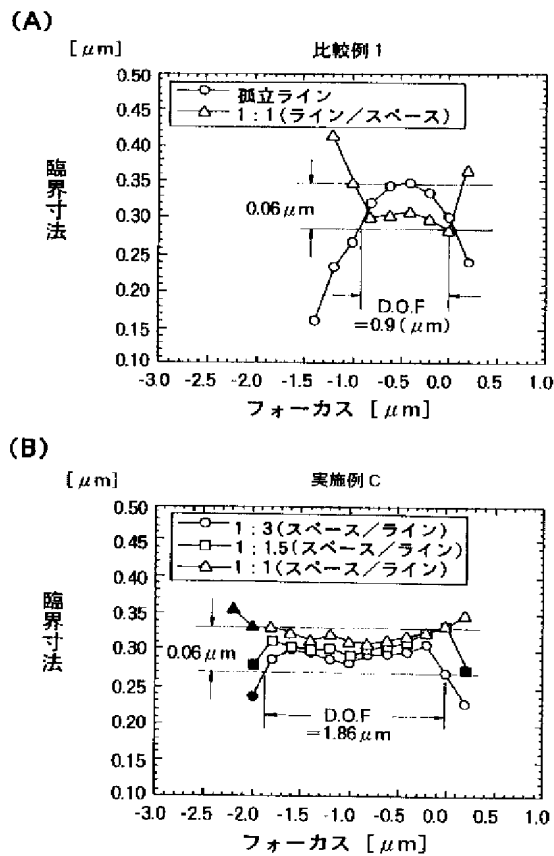 (A)
[μm]
比較例1
0.50
0.45
0.40
0.35
0.30
0.25
0.20
0.15
0.10
臨界寸法
孤立ライン
1:1(ライン/スペース)
0.06μm
D.O.F
=0.9(μm)
-3.0 -2.5 -2.0 -1.5 -1.0 -0.5 0.0 0.5 1.0
フォーカス [μm]
(B)
[μm]
実施例C
0.50
0.45
0.40
0.35
0.30
0.25
0.20
0.15
0.10
臨界寸法
1:3(スペース/ライン)
1:1.5(スペース/ライン)
1:1(スペース/ライン)
0.06μm
D.O.F
=1.86μm
-3.0 -2.5 -2.0 -1.5 -1.0 -0.5 0.0 0.5 1.0
フォーカス [μm]